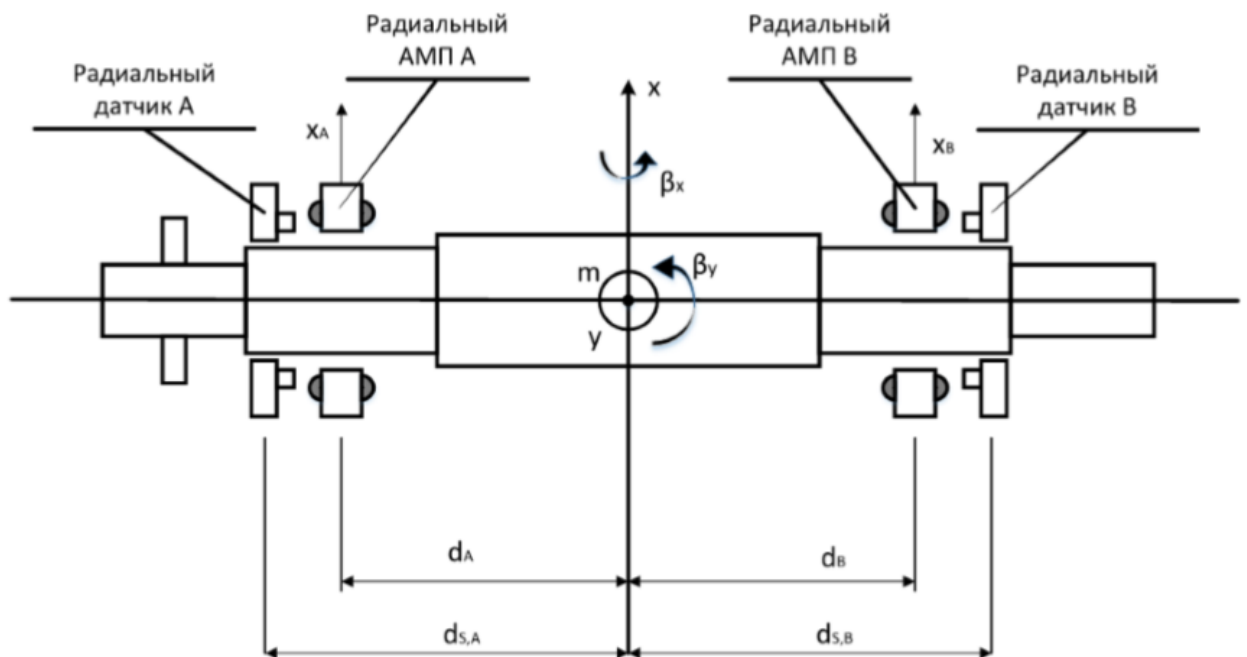 Радиальный
АМП А
Радиальный
АМП В
Радиальный
датчик А
Радиальный
датчик В
x
xA
xB
βx
m
βy
y
dA
dB
dS,A
dS,B